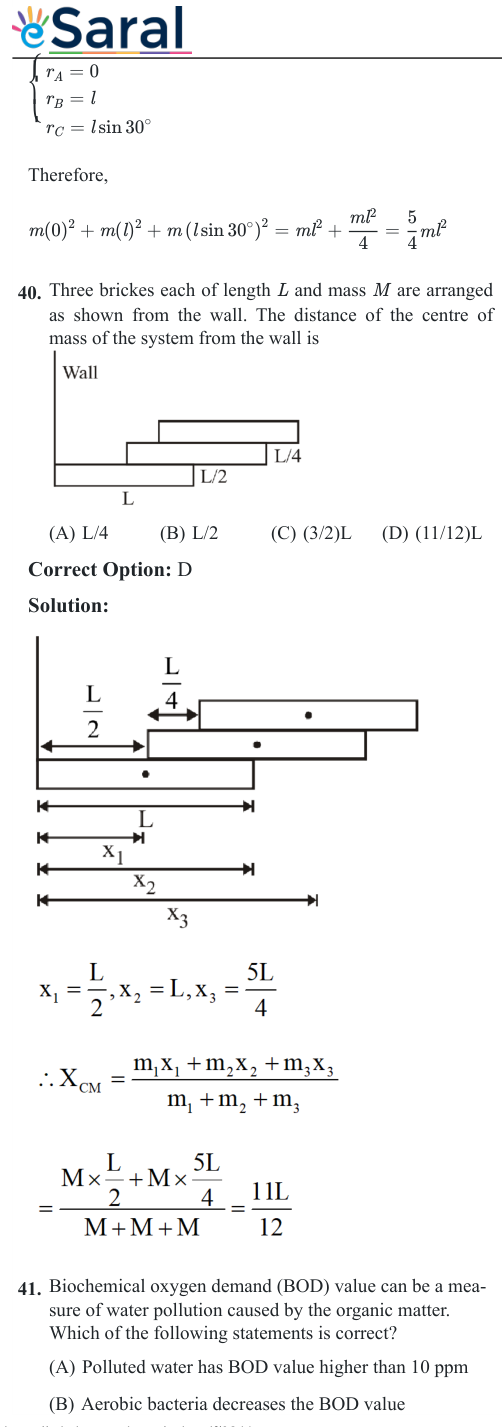 eSaral
r_A = 0
r_B = l
r_C = l sin 30°
Therefore,
m(0)² + m(l)² + m (l sin 30°)² = ml² + ml²/4 = 5/4 ml²
40. Three brickes each of length L and mass M are arranged
as shown from the wall. The distance of the centre of
mass of the system from the wall is
Wall
L/4
L/2
L
(A) L/4 (B) L/2 (C) (3/2)L (D) (11/12)L
Correct Option: D
Solution:
L/4
L/2
L
x₁
x₂
x₃
x₁ = L/2, x₂ = L, x₃ = 5L/4
∴ X_CM = (m₁x₁ + m₂x₂ + m₃x₃)/(m₁ + m₂ + m₃)
= (M × L/2 + M × 5L/4)/(M + M + M) = 11L/12
41. Biochemical oxygen demand (BOD) value can be a mea-
sure of water pollution caused by the organic matter.
Which of the following statements is correct?
(A) Polluted water has BOD value higher than 10 ppm
(B) Aerobic bacteria decreases the BOD value